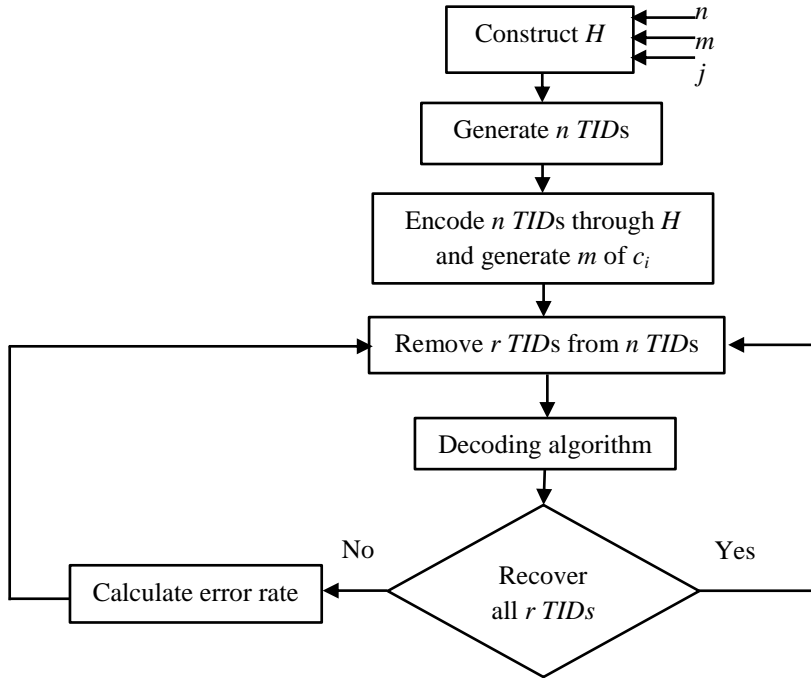 Construct H
n
m
j
Generate n TIDs
Encode n TIDs through H
and generate m of cᵢ
Remove r TIDs from n TIDs
Decoding algorithm
No
Yes
Calculate error rate
Recover
all r TIDs